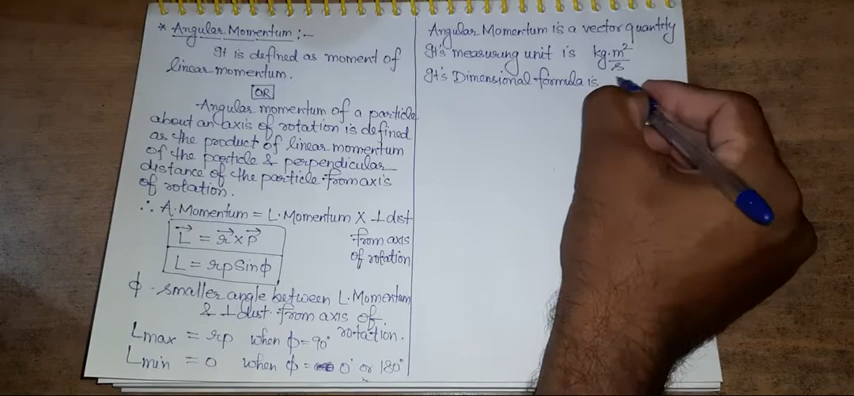 * Angular Momentum :-
It is defined as moment of
linear momentum.
OR
Angular momentum of a particle
about an axis of rotation is defined
as the product of linear momentum
of the particle & perpendicular
distance of the particle from axis
of rotation.
∴ A. Momentum = L. Momentum X ⊥ dist
from axis
of rotation
L⃗ = r⃗ x p⃗
L = rp Sinϕ
ϕ - smaller angle between L. Momentum
& ⊥ dist. from axis of
rotation.
Lmax = rp when ϕ = 90°
Lmin = 0 when ϕ = 0° or 180°
Angular Momentum is a vector quantity
It's measuring unit is kg.m²/s
It's Dimensional formula is